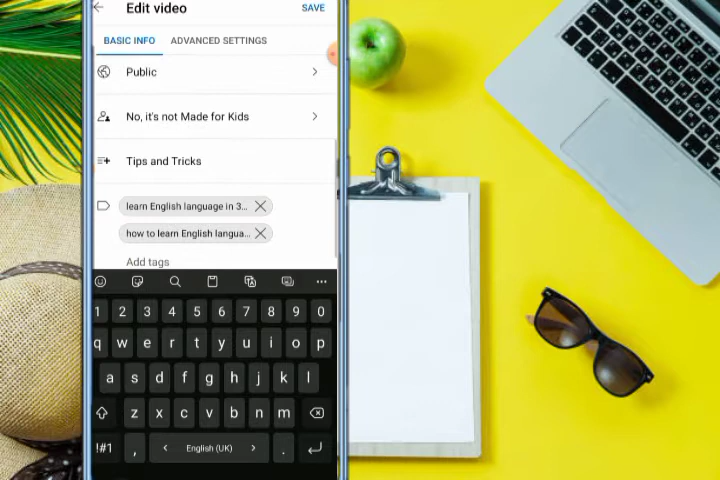 Edit video SAVE
BASIC INFO ADVANCED SETTINGS
Public
No, it's not Made for Kids
Tips and Tricks
learn English language in 3...
how to learn English langua...
Add tags
1 2 3 4 5 6 7 8 9 0
q w e r t y u i o p
a s d f g h j k l
z x c v b n m
!#1 , < English (UK) > .